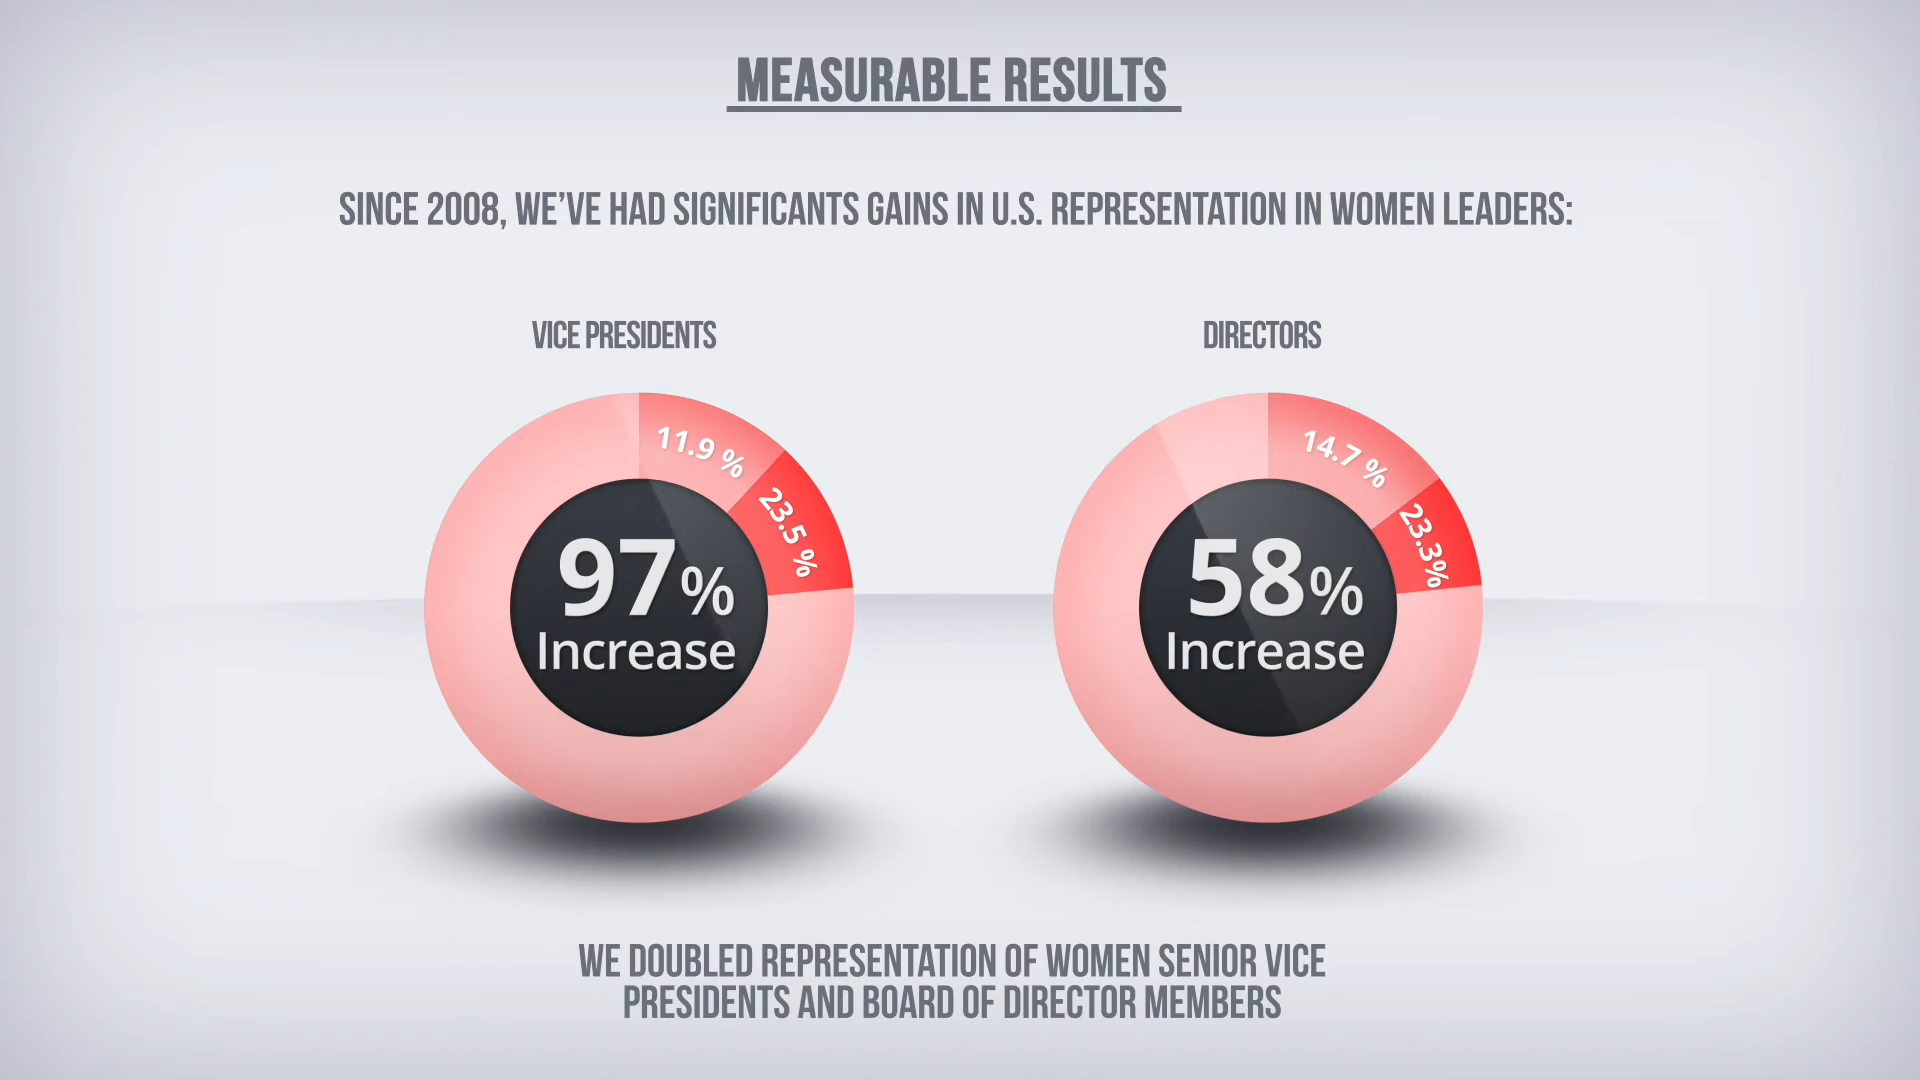 MEASURABLE RESULTS
SINCE 2008, WE'VE HAD SIGNIFICANTS GAINS IN U.S. REPRESENTATION IN WOMEN LEADERS:
VICE PRESIDENTS
11.9 %
23.5 %
97%
Increase
DIRECTORS
14.7 %
23.3%
58%
Increase
WE DOUBLED REPRESENTATION OF WOMEN SENIOR VICE
PRESIDENTS AND BOARD OF DIRECTOR MEMBERS